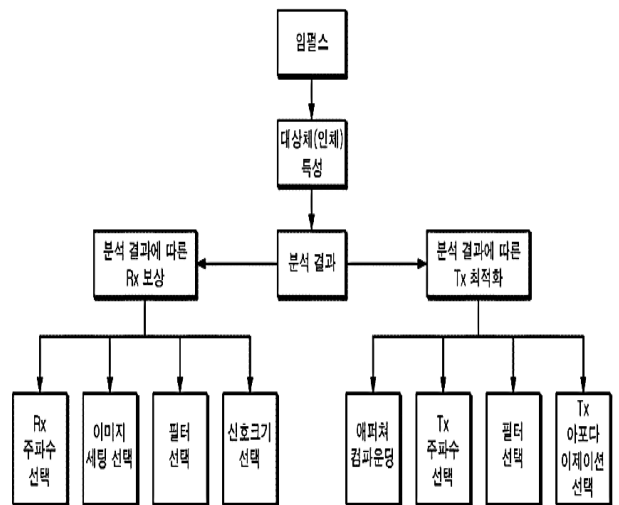 임펄스
대상체(인체)
특성
분석 결과에 따른
Rx 보상
분석 결과
분석 결과에 따른
Tx 최적화
Rx
주파수
선택
이미지
세팅 선택
필터
선택
신호크기
선택
애퍼쳐
컴파운딩
Tx
주파수
선택
필터
선택
Tx
아포다
이제이션
선택